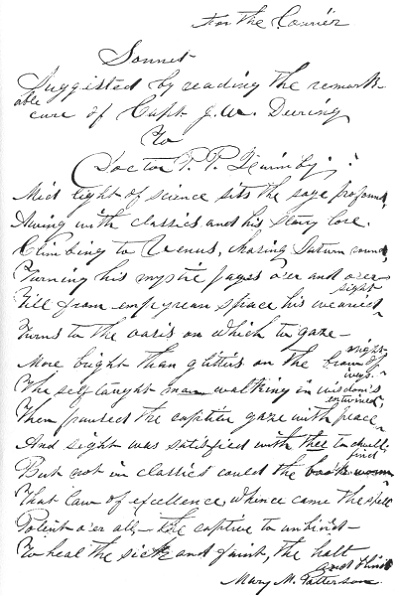 For the Courier
Sonnet
Suggested by reading the remark-
able cure of Capt. J. W. Deering
To
Doctor P. P. Quimby
Mid light of science sits the sage profound,
Awing with classics and his starry lore.
Climbing to Venus, chasing Saturn round,
Turning his mystic pages o'er and o'er
Till from empyrean space his wearied sight
Turns to the oasis on which to gaze—
More bright than glitters on the brow of night
The self taught man walking in wisdom's ways.
Then paused the captive gaze with peace entwined,
And sight was satisfied with thee to dwell;
But not in classics could the book worm find
That law of excellence, whence came the spell
Potent o'er all— the captive to unbind—
To heal the sick and faint, the halt and blind
Mary M. Patterson